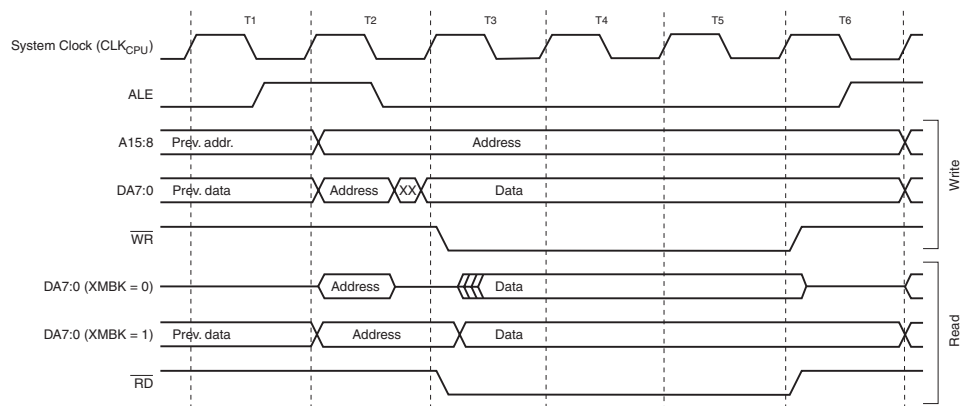 T1 T2 T3 T4 T5 T6
System Clock (CLKCPU)
ALE
A15:8 Prev. addr. Address
DA7:0 Prev. data Address XX Data
WR
Write
DA7:0 (XMBK = 0) Address Data
DA7:0 (XMBK = 1) Prev. data Address Data
RD
Read